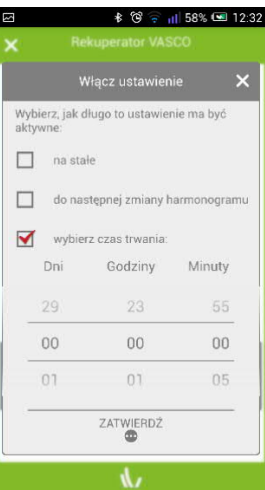 58% 12:32
Rekuperator VASCO
Włącz ustawienie
Wybierz, jak długo to ustawienie ma być
aktywne:
na stałe
do następnej zmiany harmonogramu
wybierz czas trwania:
Dni Godziny Minuty
29 23 55
00 00 00
01 01 05
ZATWIERDŹ